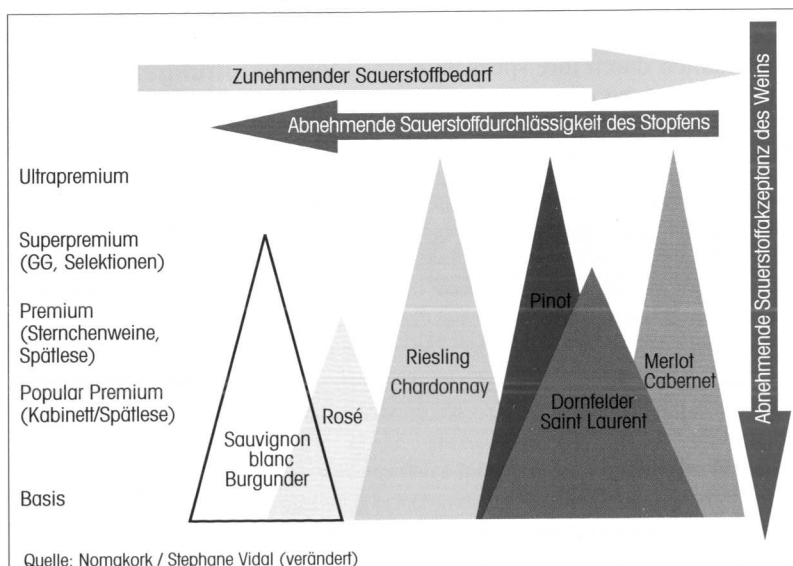 Zunehmender Sauerstoffbedarf
Abnehmende Sauerstoffdurchlässigkeit des Stopfens
Abnehmende Sauerstoffakzeptanz des Weins
Ultrapremium
Superpremium
(GG, Selektionen)
Premium
(Sternchenweine,
Spätlese)
Popular Premium
(Kabinett/Spätlese)
Basis
Sauvignon
blanc
Burgunder
Rosé
Riesling
Chardonnay
Pinot
Dornfelder
Saint Laurent
Merlot
Cabernet
Quelle: Nomakork / Stephane Vidal (verändert)